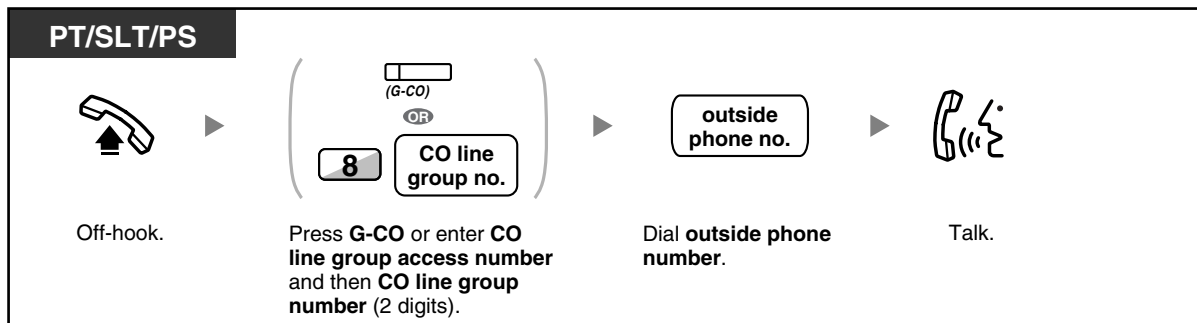 PT/SLT/PS
(G-CO)
OR
8
CO line
group no.
outside
phone no.
Off-hook.
Press G-CO or enter CO
line group access number
and then CO line group
number (2 digits).
Dial outside phone
number.
Talk.